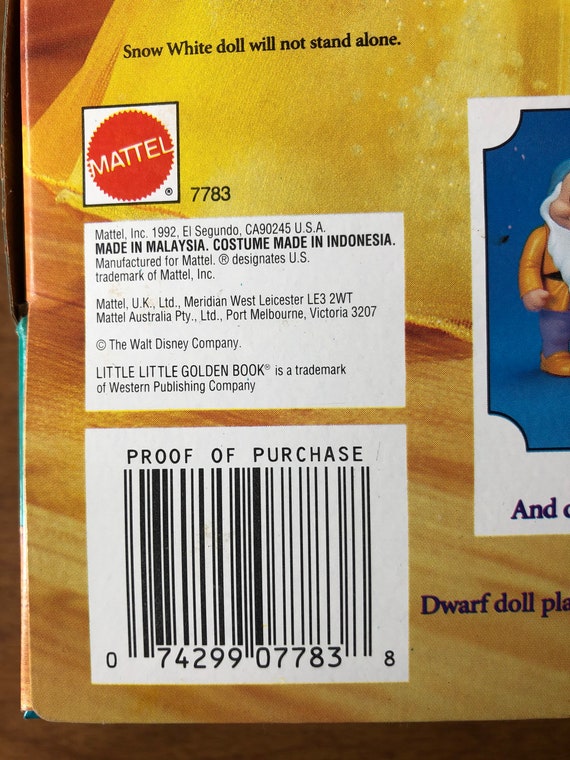 Snow White doll will not stand alone.
MATTEL
®
7783
Mattel, Inc. 1992, El Segundo, CA90245 U.S.A.
MADE IN MALAYSIA. COSTUME MADE IN INDONESIA.
Manufactured for Mattel. ® designates U.S.
trademark of Mattel, Inc.
Mattel, U.K., Ltd., Meridian West Leicester LE3 2WT
Mattel Australia Pty., Ltd., Port Melbourne, Victoria 3207
© The Walt Disney Company.
LITTLE LITTLE GOLDEN BOOK® is a trademark
of Western Publishing Company
PROOF OF PURCHASE
0 74299 07783 8
And
Dwarf doll